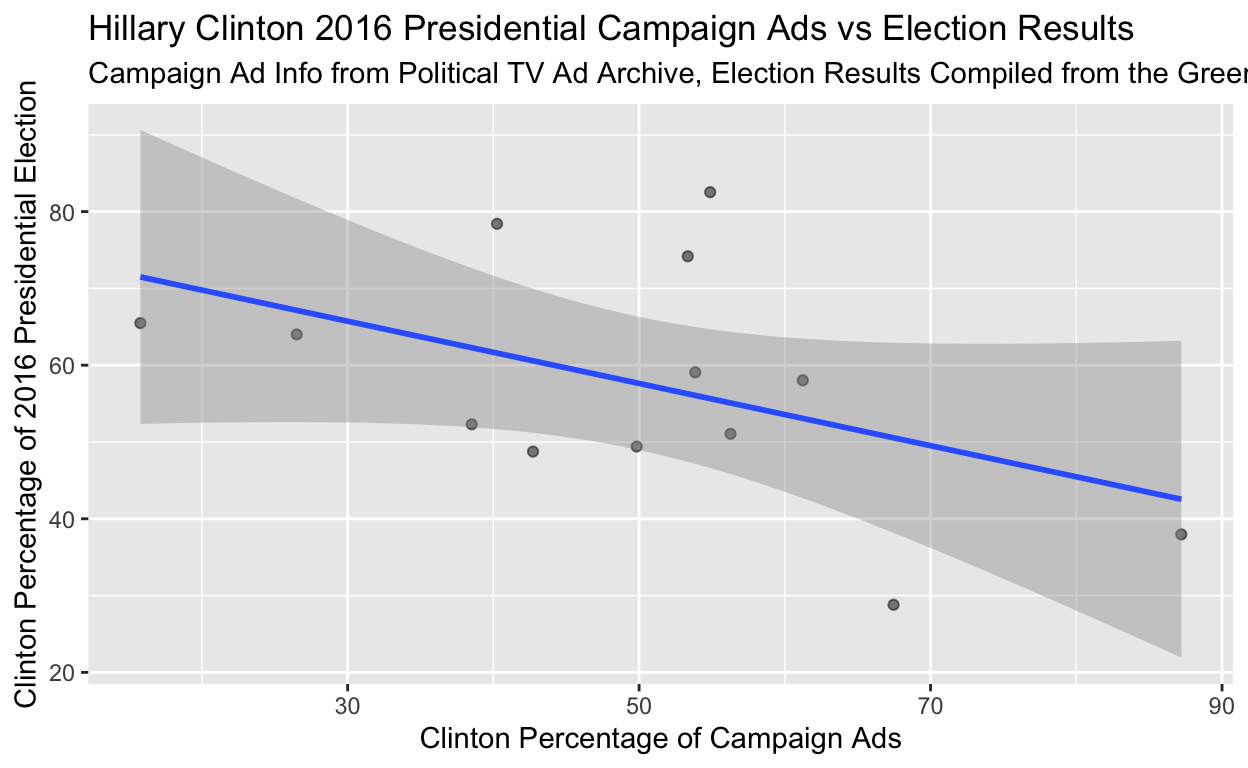 Hillary Clinton 2016 Presidential Campaign Ads vs Election Results
Campaign Ad Info from Political TV Ad Archive, Election Results Compiled from the
Clinton Percentage of 2016 Presidential Election
80
60
40
20
30
50
70
90
Clinton Percentage of Campaign Ads